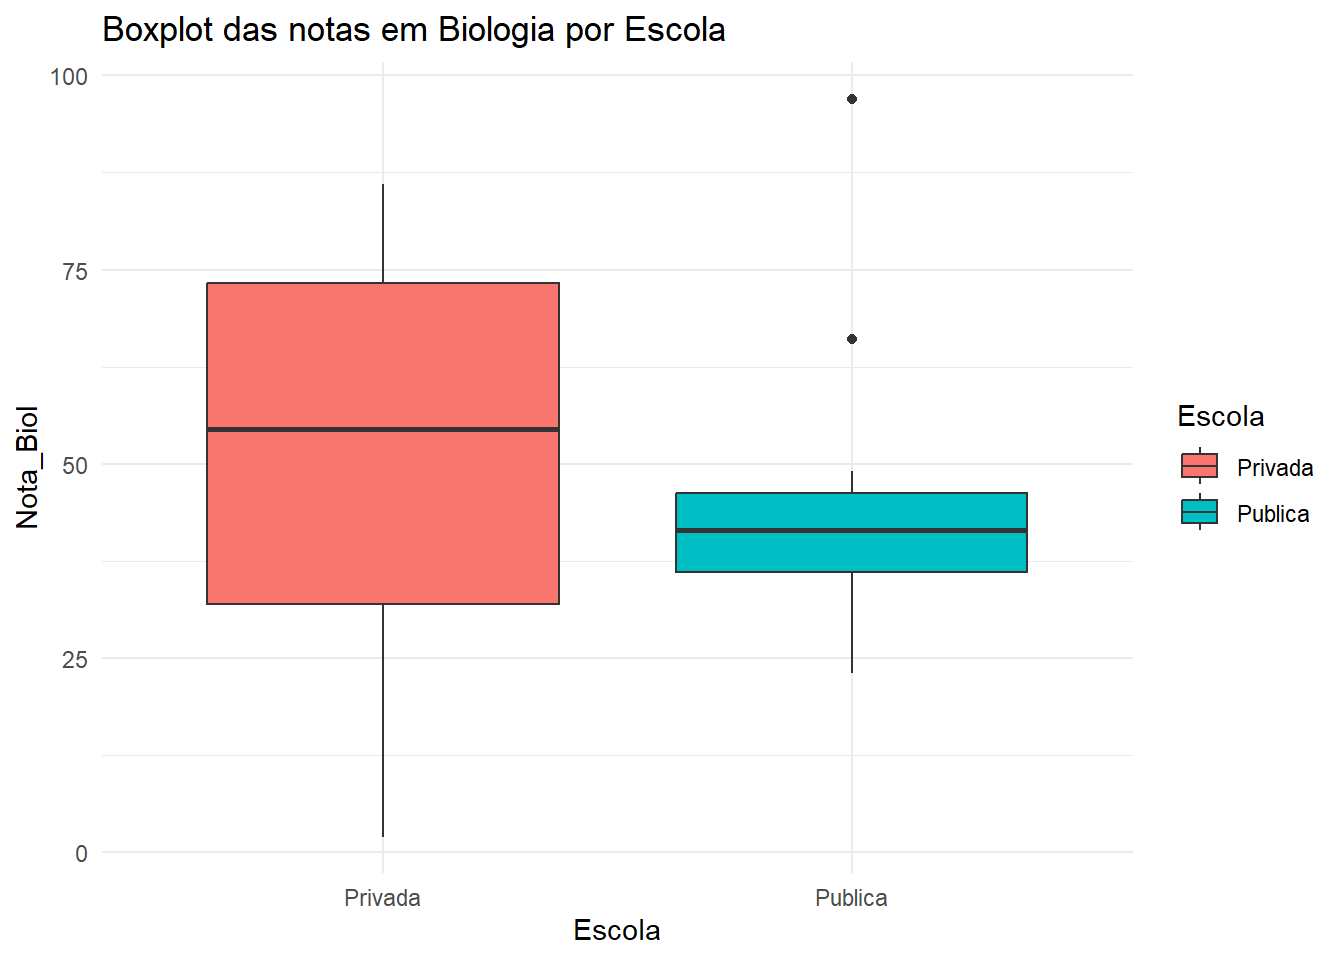 Boxplot das notas em Biologia por Escola
100
75
50
25
0
Nota_Biol
Privada
Publica
Escola
Escola
Privada
Publica